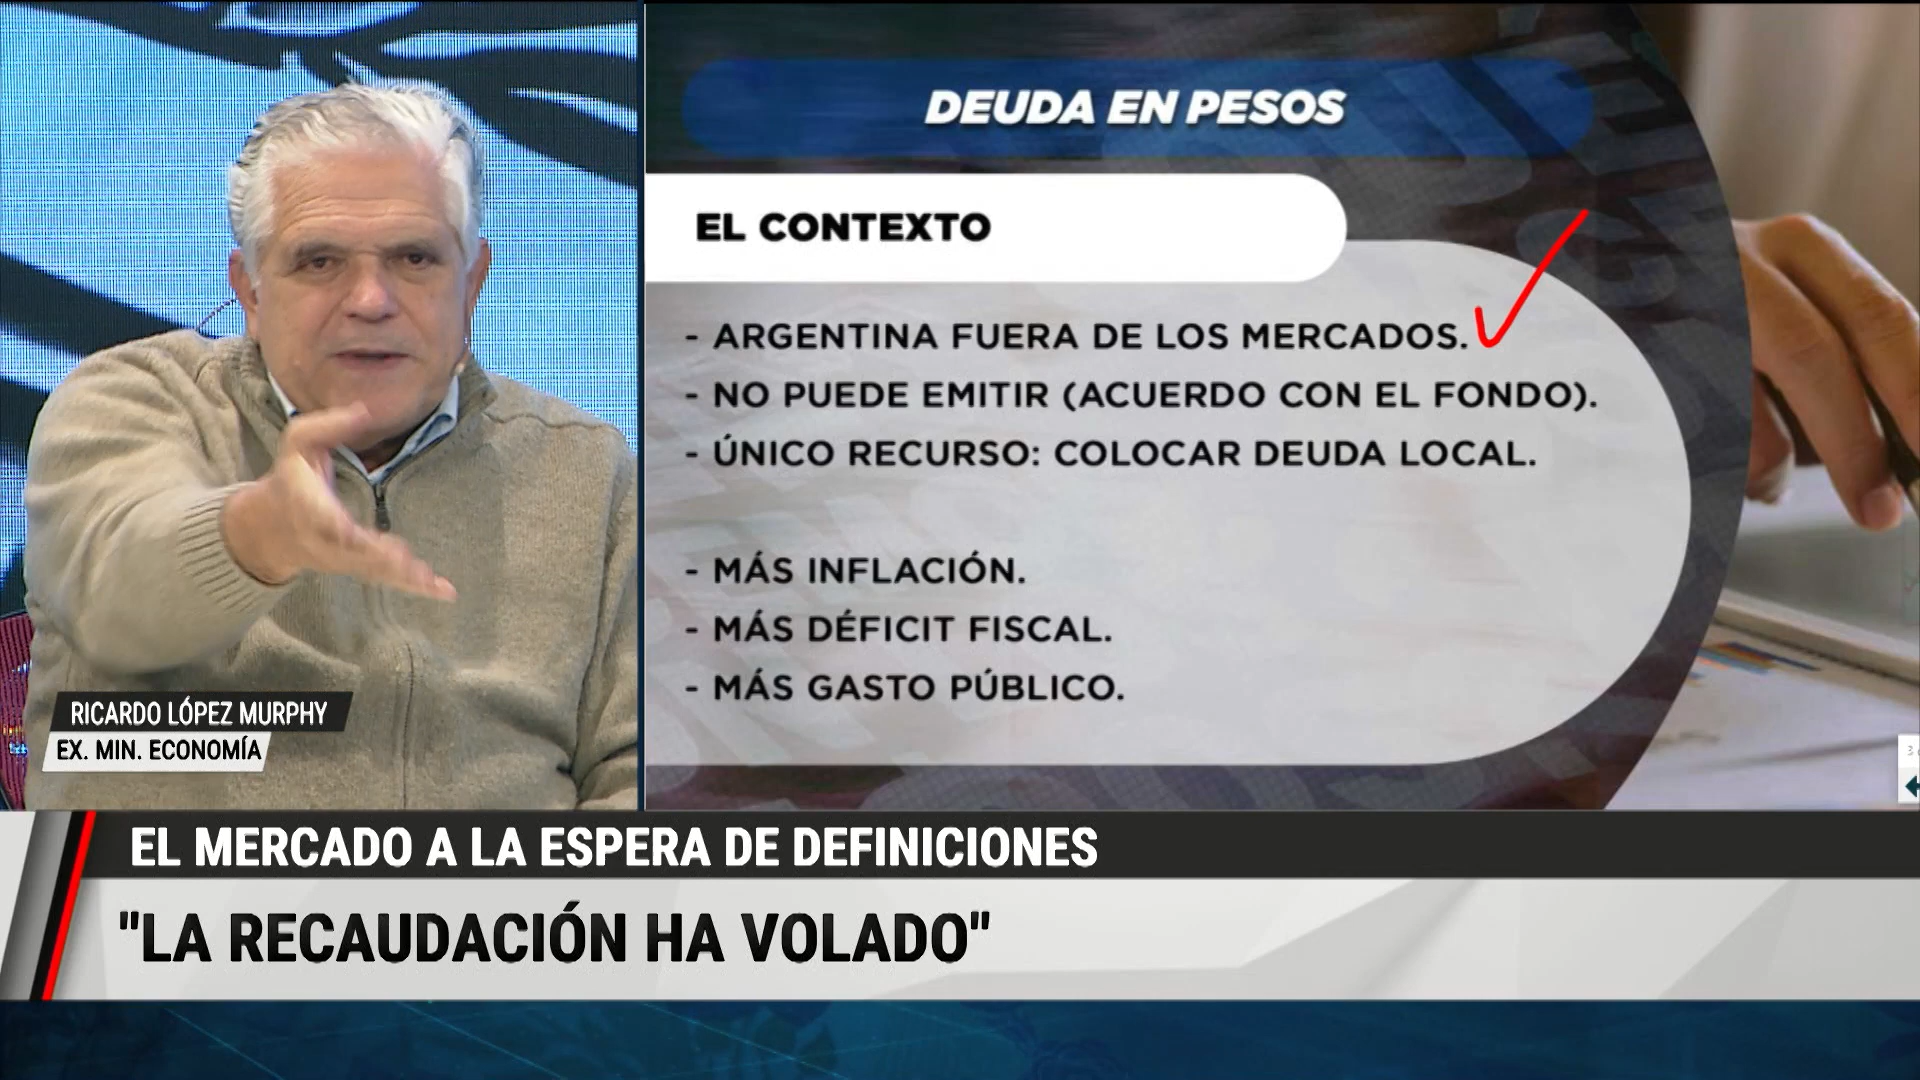 DEUDA EN PESOS
EL CONTEXTO
- ARGENTINA FUERA DE LOS MERCADOS.
- NO PUEDE EMITIR (ACUERDO CON EL FONDO).
- ÚNICO RECURSO: COLOCAR DEUDA LOCAL.
- MÁS INFLACIÓN.
- MÁS DÉFICIT FISCAL.
- MÁS GASTO PÚBLICO.
RICARDO LÓPEZ MURPHY
EX. MIN. ECONOMÍA
EL MERCADO A LA ESPERA DE DEFINICIONES
"LA RECAUDACIÓN HA VOLADO"